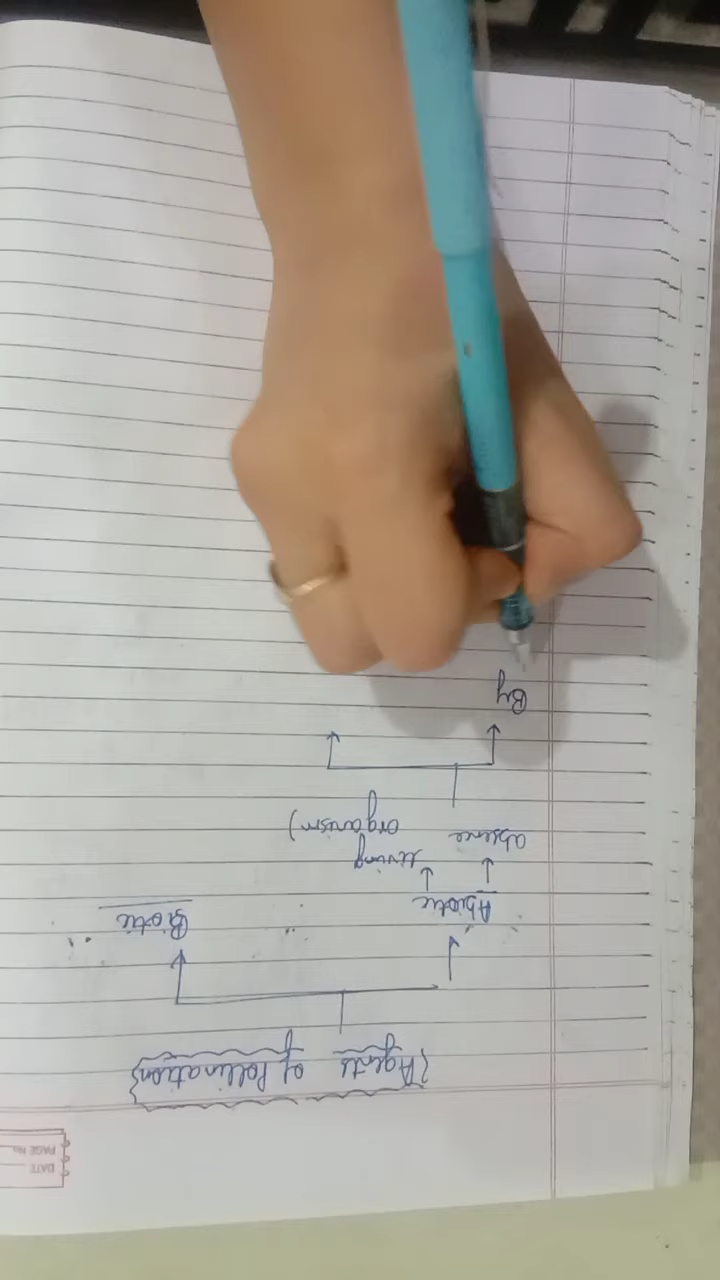 DATE
PAGE No.
{Agents of Pollination}
Abiotic Biotic
absence living
organism)
By